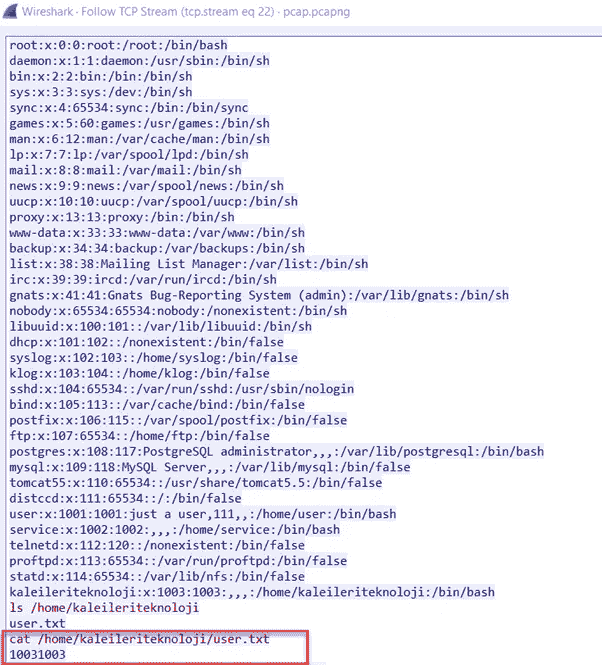 Wireshark · Follow TCP Stream (tcp.stream eq 22) · pcap.pcapng
root:x:0:0:root:/root:/bin/bash
daemon:x:1:1:daemon:/usr/sbin:/bin/sh
bin:x:2:2:bin:/bin:/bin/sh
sys:x:3:3:sys:/dev:/bin/sh
sync:x:4:65534:sync:/bin:/bin/sync
games:x:5:60:games:/usr/games:/bin/sh
man:x:6:12:man:/var/cache/man:/bin/sh
lp:x:7:7:lp:/var/spool/lpd:/bin/sh
mail:x:8:8:mail:/var/mail:/bin/sh
news:x:9:9:news:/var/spool/news:/bin/sh
uucp:x:10:10:uucp:/var/spool/uucp:/bin/sh
proxy:x:13:13:proxy:/bin:/bin/sh
www-data:x:33:33:www-data:/var/www:/bin/sh
backup:x:34:34:backup:/var/backups:/bin/sh
list:x:38:38:Mailing List Manager:/var/list:/bin/sh
irc:x:39:39:ircd:/var/run/ircd:/bin/sh
gnats:x:41:41:Gnats Bug-Reporting System (admin):/var/lib/gnats:/bin/sh
nobody:x:65534:65534:nobody:/nonexistent:/bin/sh
libuuid:x:100:101::/var/lib/libuuid:/bin/sh
dhcp:x:101:102::/nonexistent:/bin/false
syslog:x:102:103::/home/syslog:/bin/false
klog:x:103:104::/home/klog:/bin/false
sshd:x:104:65534::/var/run/sshd:/usr/sbin/nologin
bind:x:105:113::/var/cache/bind:/bin/false
postfix:x:106:115::/var/spool/postfix:/bin/false
ftp:x:107:65534::/home/ftp:/bin/false
postgres:x:108:117:PostgreSQL administrator,,,:/var/lib/postgresql:/bin/bash
mysql:x:109:118:MySQL Server,,,:/var/lib/mysql:/bin/false
tomcat55:x:110:65534::/usr/share/tomcat5.5:/bin/false
distccd:x:111:65534::/:/bin/false
user:x:1001:1001:just a user,111,,:/home/user:/bin/bash
service:x:1002:1002:,,,:/home/service:/bin/bash
telnetd:x:112:120::/nonexistent:/bin/false
proftpd:x:113:65534::/var/run/proftpd:/bin/false
statd:x:114:65534::/var/lib/nfs:/bin/false
kaleileriteknoloji:x:1003:1003:,,,:/home/kaleileriteknoloji:/bin/bash
ls /home/kaleileriteknoloji
user.txt
cat /home/kaleileriteknoloji/user.txt
10031003